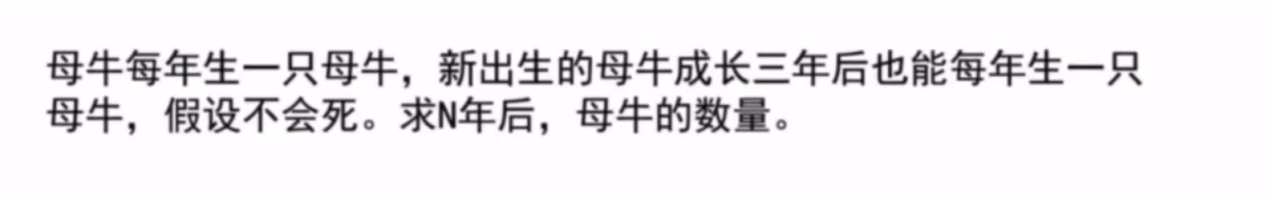 母牛每年生一只母牛，新出生的母牛成长三年后也能每年生一只
母牛，假设不会死。求N年后，母牛的数量。